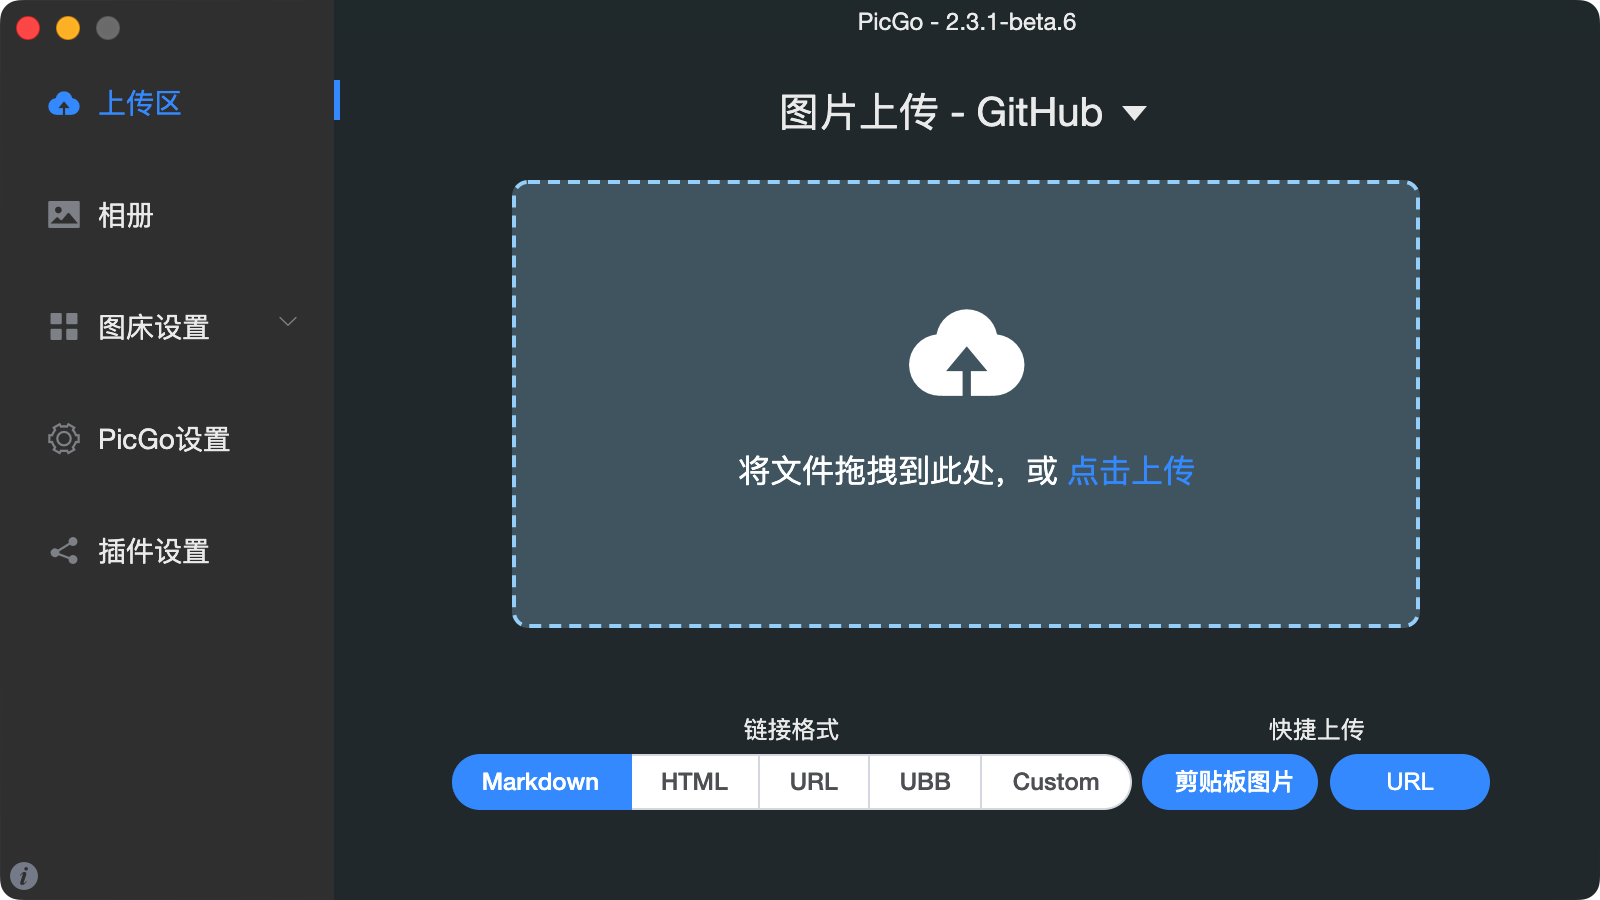 PicGo - 2.3.1-beta.6
上传区
相册
图床设置
PicGo设置
插件设置
图片上传 - GitHub
将文件拖拽到此处，或 点击上传
链接格式
Markdown HTML URL UBB Custom
快捷上传
剪贴板图片 URL
i